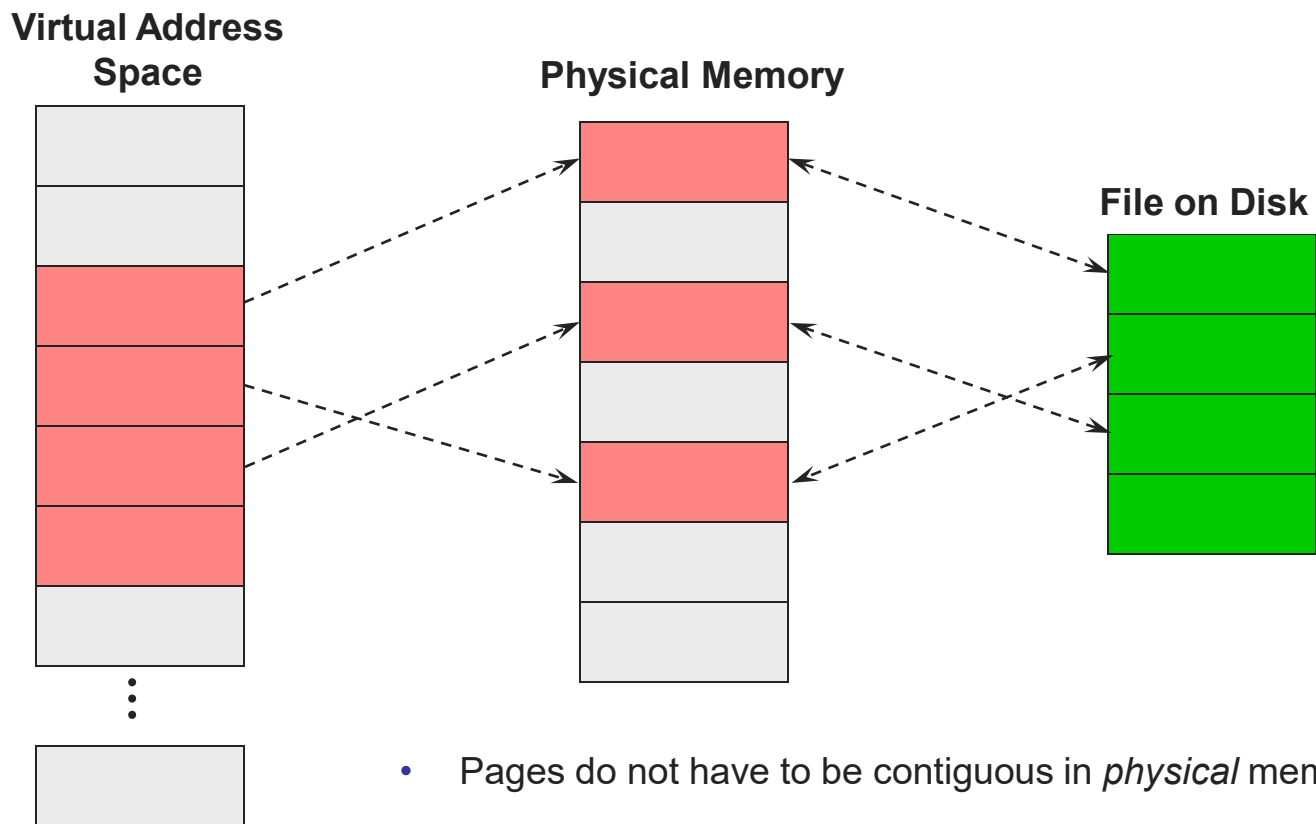 Virtual Address
Space
Physical Memory
File on Disk
• Pages do not have to be contiguous in physical